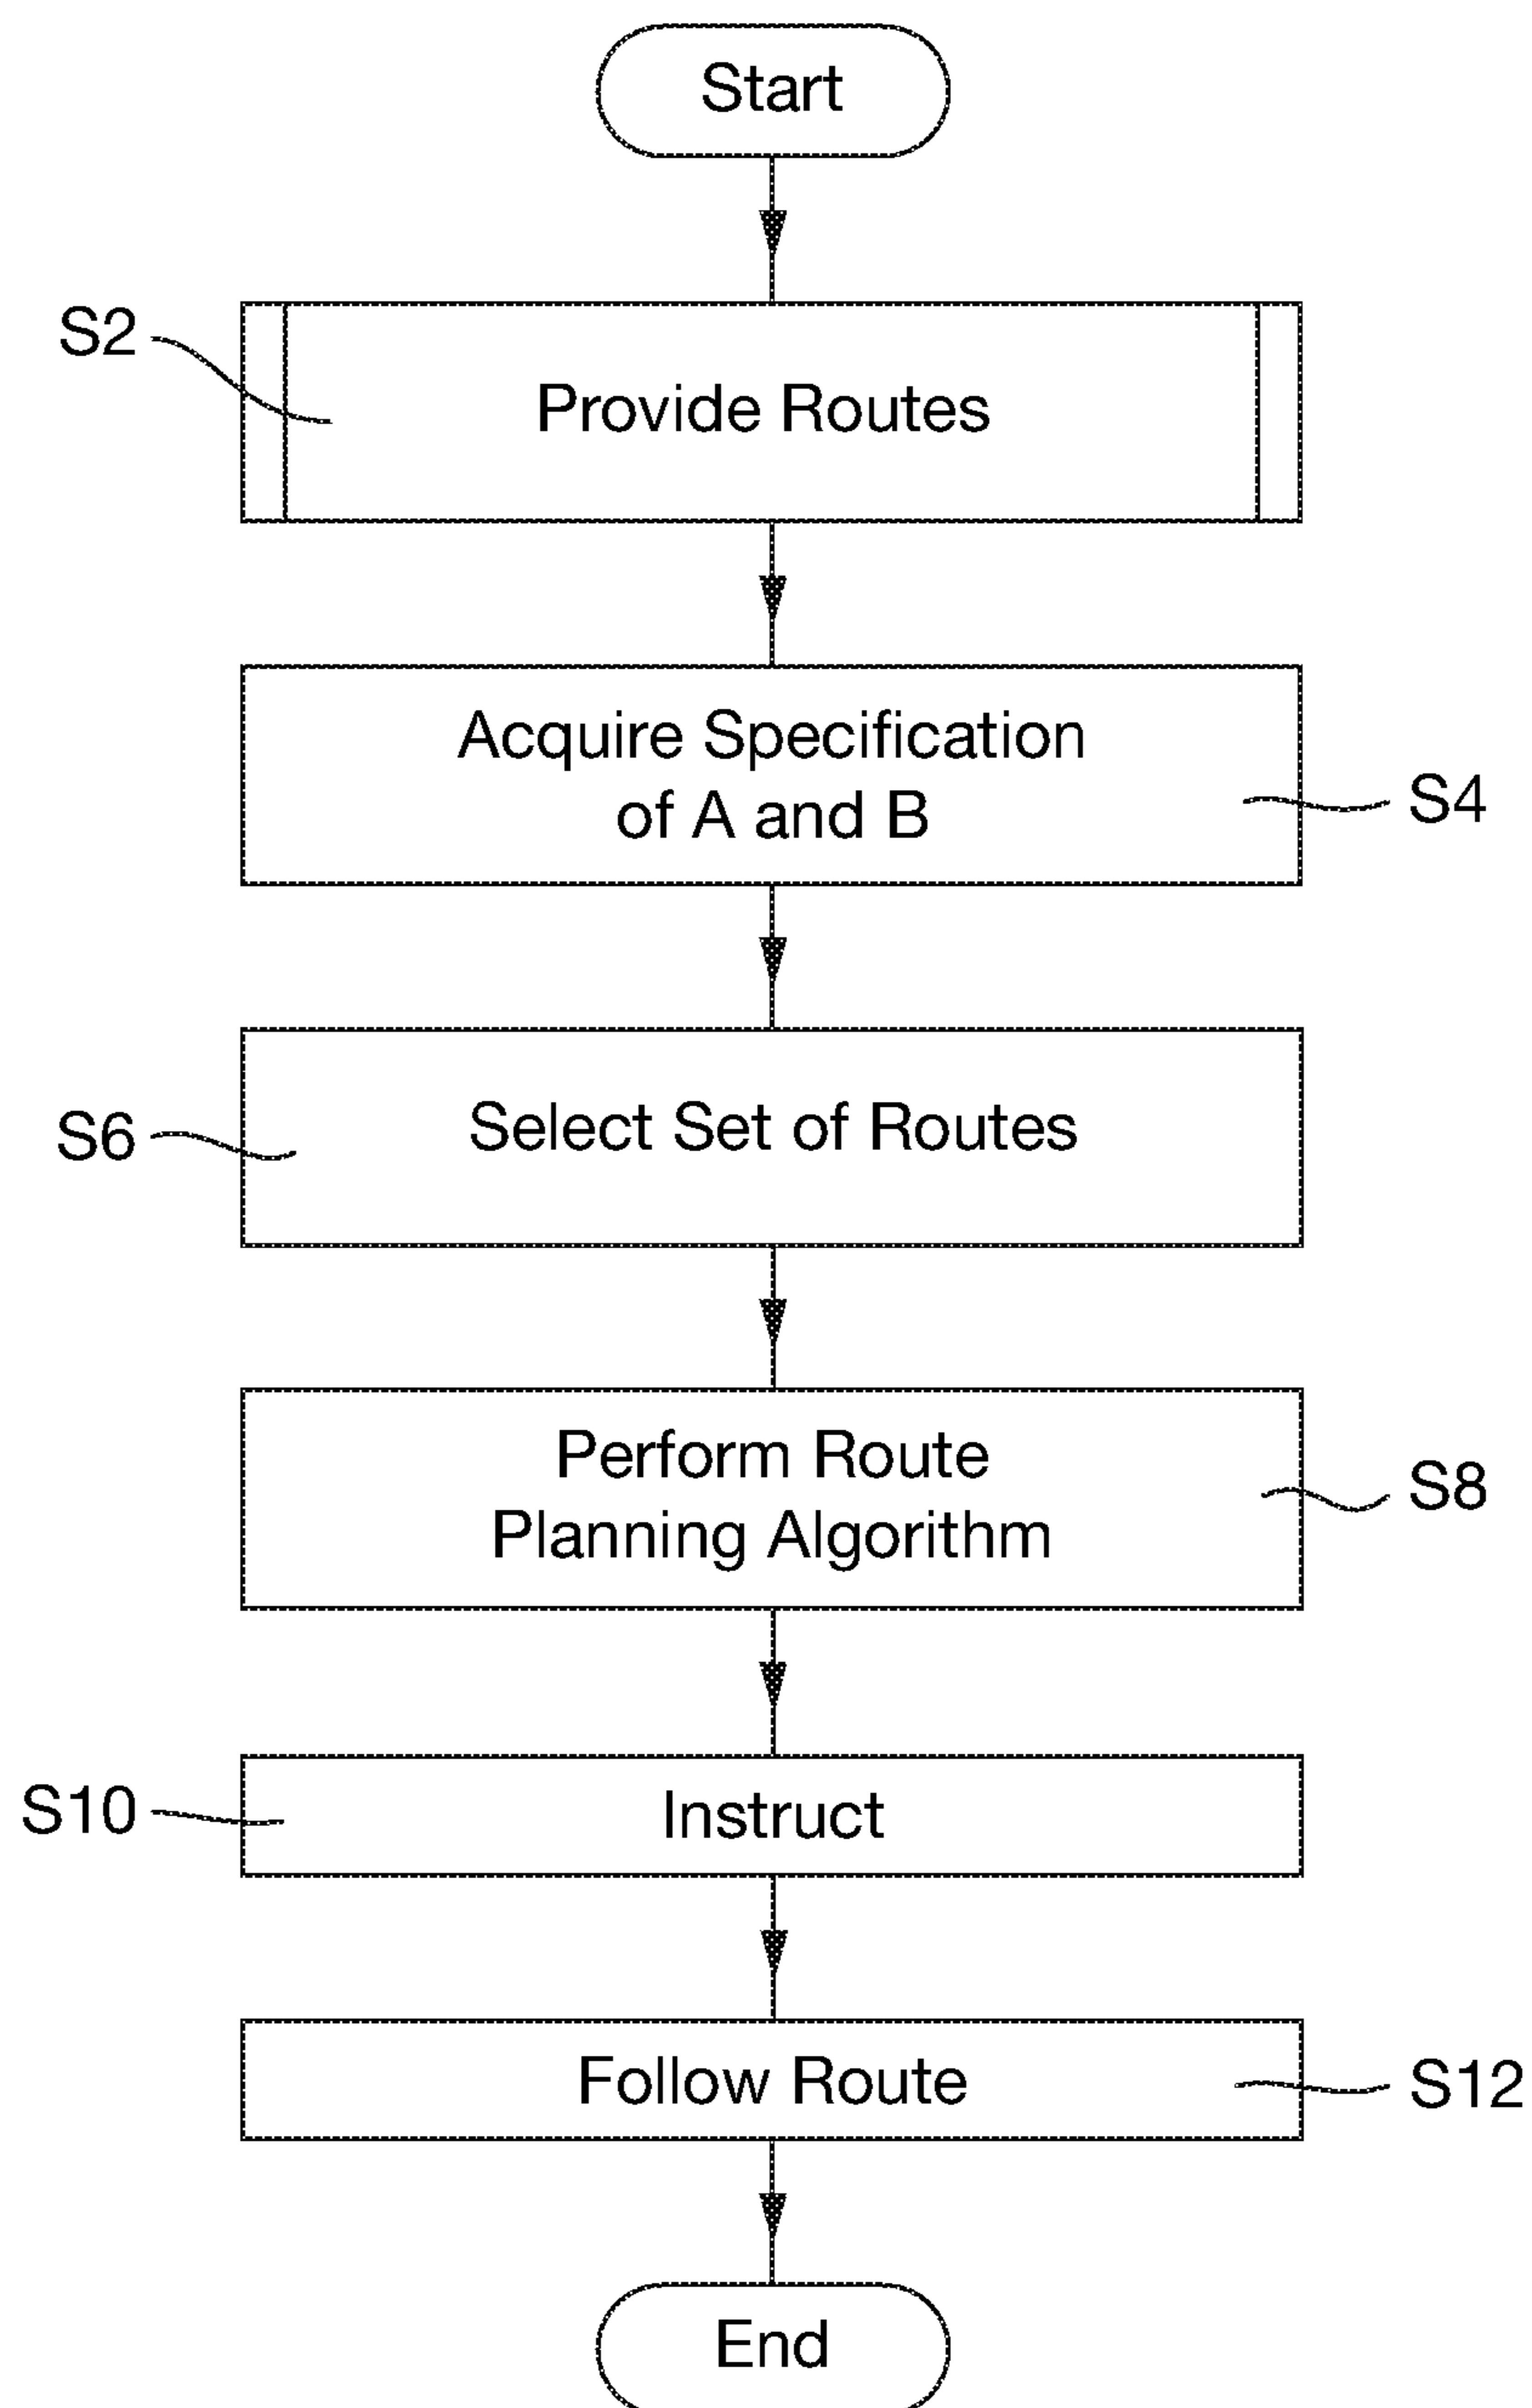 Start
S2
Provide Routes
Acquire Specification
of A and B
S4
S6
Select Set of Routes
Perform Route
Planning Algorithm
S8
S10
Instruct
Follow Route
S12
End